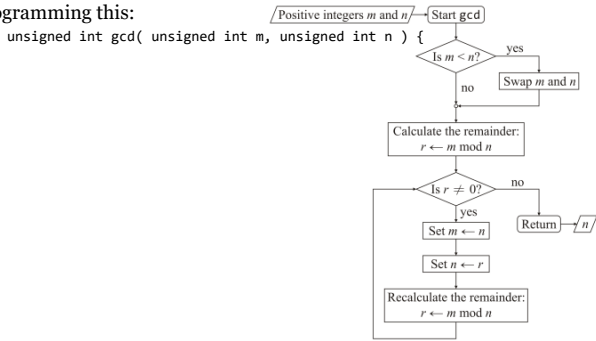 ogramming this:
unsigned int gcd( unsigned int m, unsigned int n ) {
Positive integers m and n
Start gcd
Is m < n?
yes
Swap m and n
no
Calculate the remainder:
r ← m mod n
Is r ≠ 0?
no
yes
Return
n
Set m ← n
Set n ← r
Recalculate the remainder:
r ← m mod n